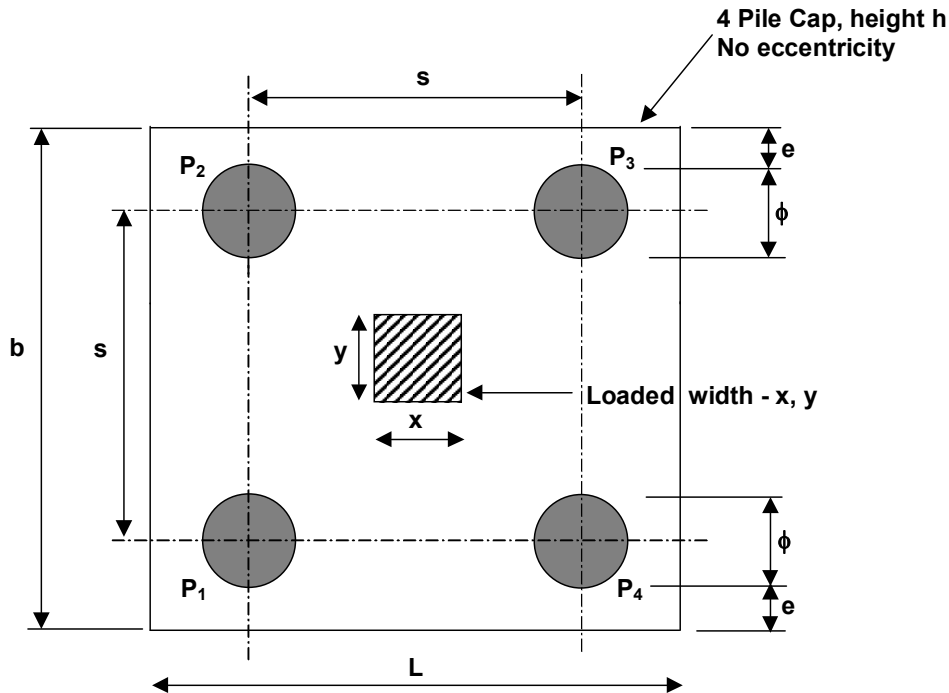 4 Pile Cap, height h
No eccentricity
s
P₂
P₃
e
ϕ
b
s
y
Loaded width - x, y
x
ϕ
P₁
P₄
e
L